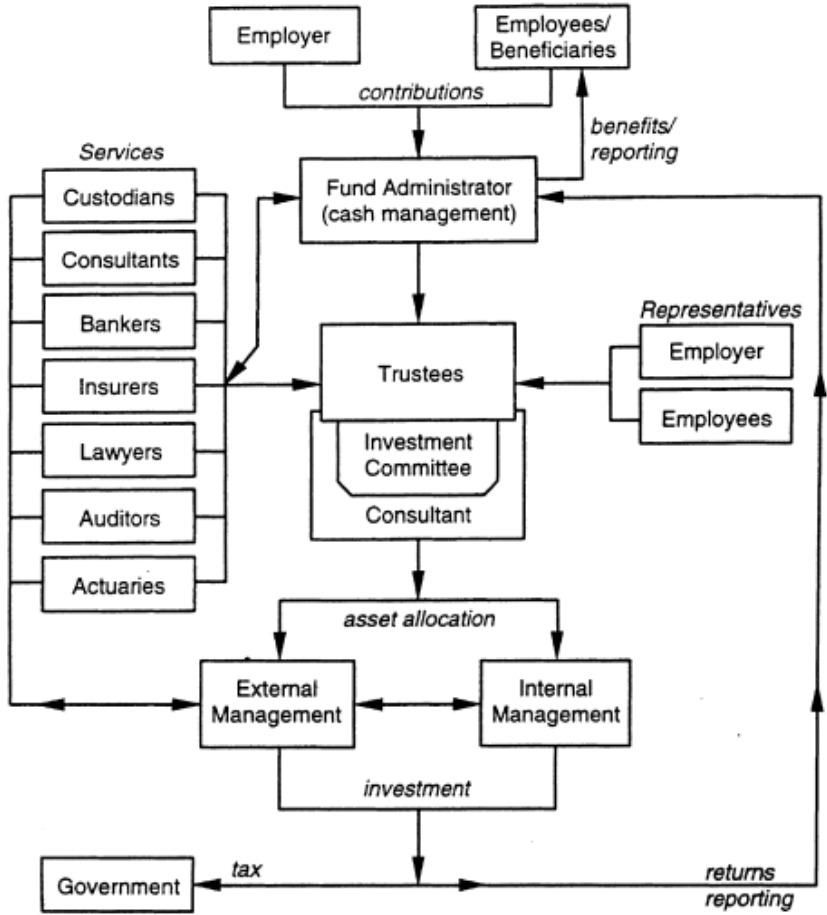 Employer
Employees/
Beneficiaries
contributions
benefits/
reporting
Services
Custodians
Consultants
Bankers
Insurers
Lawyers
Auditors
Actuaries
Fund Administrator
(cash management)
Trustees
Representatives
Employer
Employees
Investment
Committee
Consultant
asset allocation
External
Management
Internal
Management
investment
Government
tax
returns
reporting